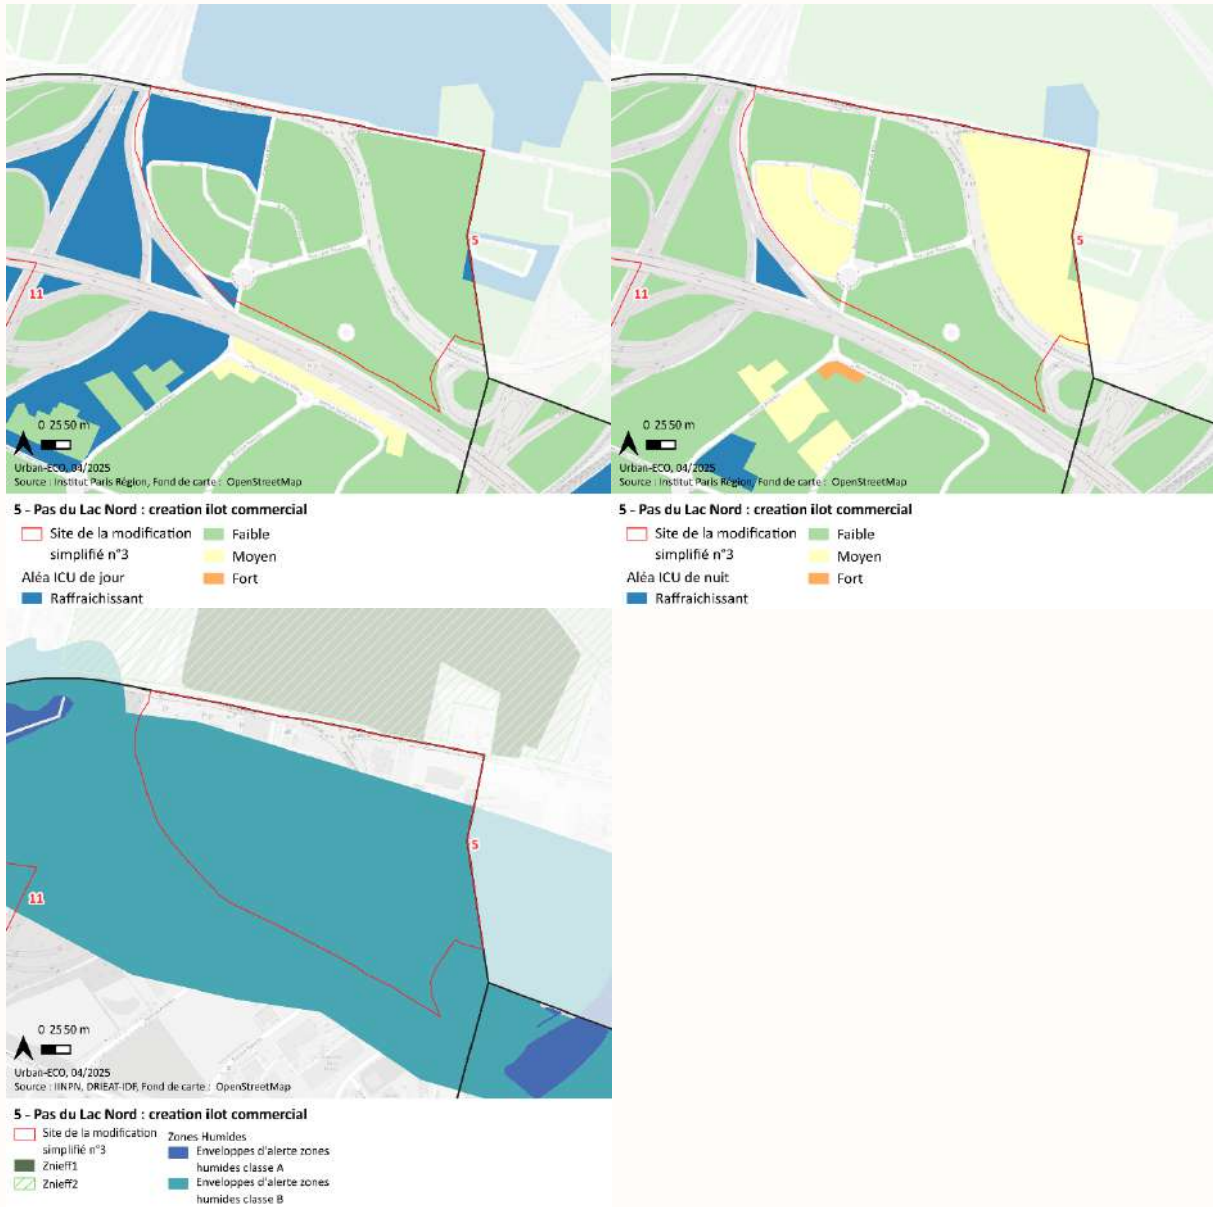 5
11
0 25 50 m
Urban-ECO, 04/2025
Source : Institut Paris Région, Fond de carte : OpenStreetMap
5 - Pas du Lac Nord : creation ilot commercial
Site de la modification
simplifié n°3
Aléa ICU de jour
Raffraichissant
Faible
Moyen
Fort
5
11
0 25 50 m
Urban-ECO, 04/2025
Source : Institut Paris Région, Fond de carte : OpenStreetMap
5 - Pas du Lac Nord : creation ilot commercial
Site de la modification
simplifié n°3
Aléa ICU de nuit
Raffraichissant
Faible
Moyen
Fort
5
11
0 25 50 m
Urban-ECO, 04/2025
Source : IINPN, DRIEAT-IDF, Fond de carte : OpenStreetMap
5 - Pas du Lac Nord : creation ilot commercial
Site de la modification
simplifié n°3
Znieff1
Znieff2
Zones Humides
Enveloppes d'alerte zones
humides classe A
Enveloppes d'alerte zones
humides classe B